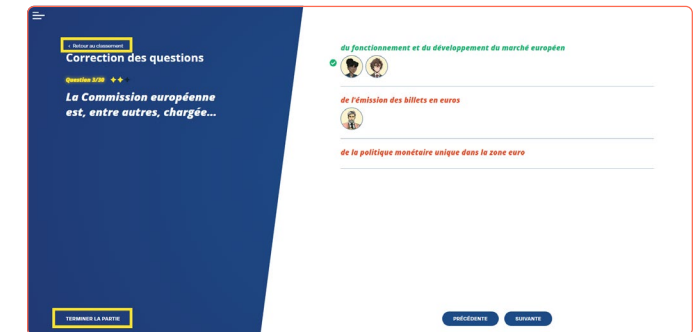 ‹ Retour au classement
Correction des questions
Question 3/30
La Commission européenne
est, entre autres, chargée...
TERMINER LA PARTIE
du fonctionnement et du développement du marché européen
de l'émission des billets en euros
de la politique monétaire unique dans la zone euro
PRÉCÉDENTE
SUIVANTE